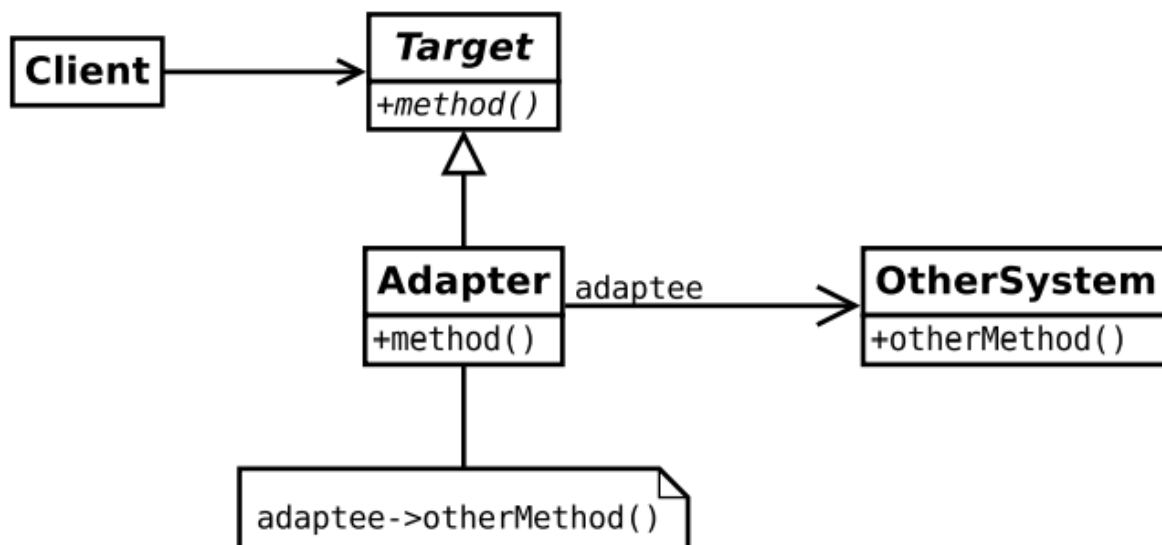 Client
Target
+method()
Adapter
+method()
adaptee
OtherSystem
+otherMethod()
adaptee->otherMethod()